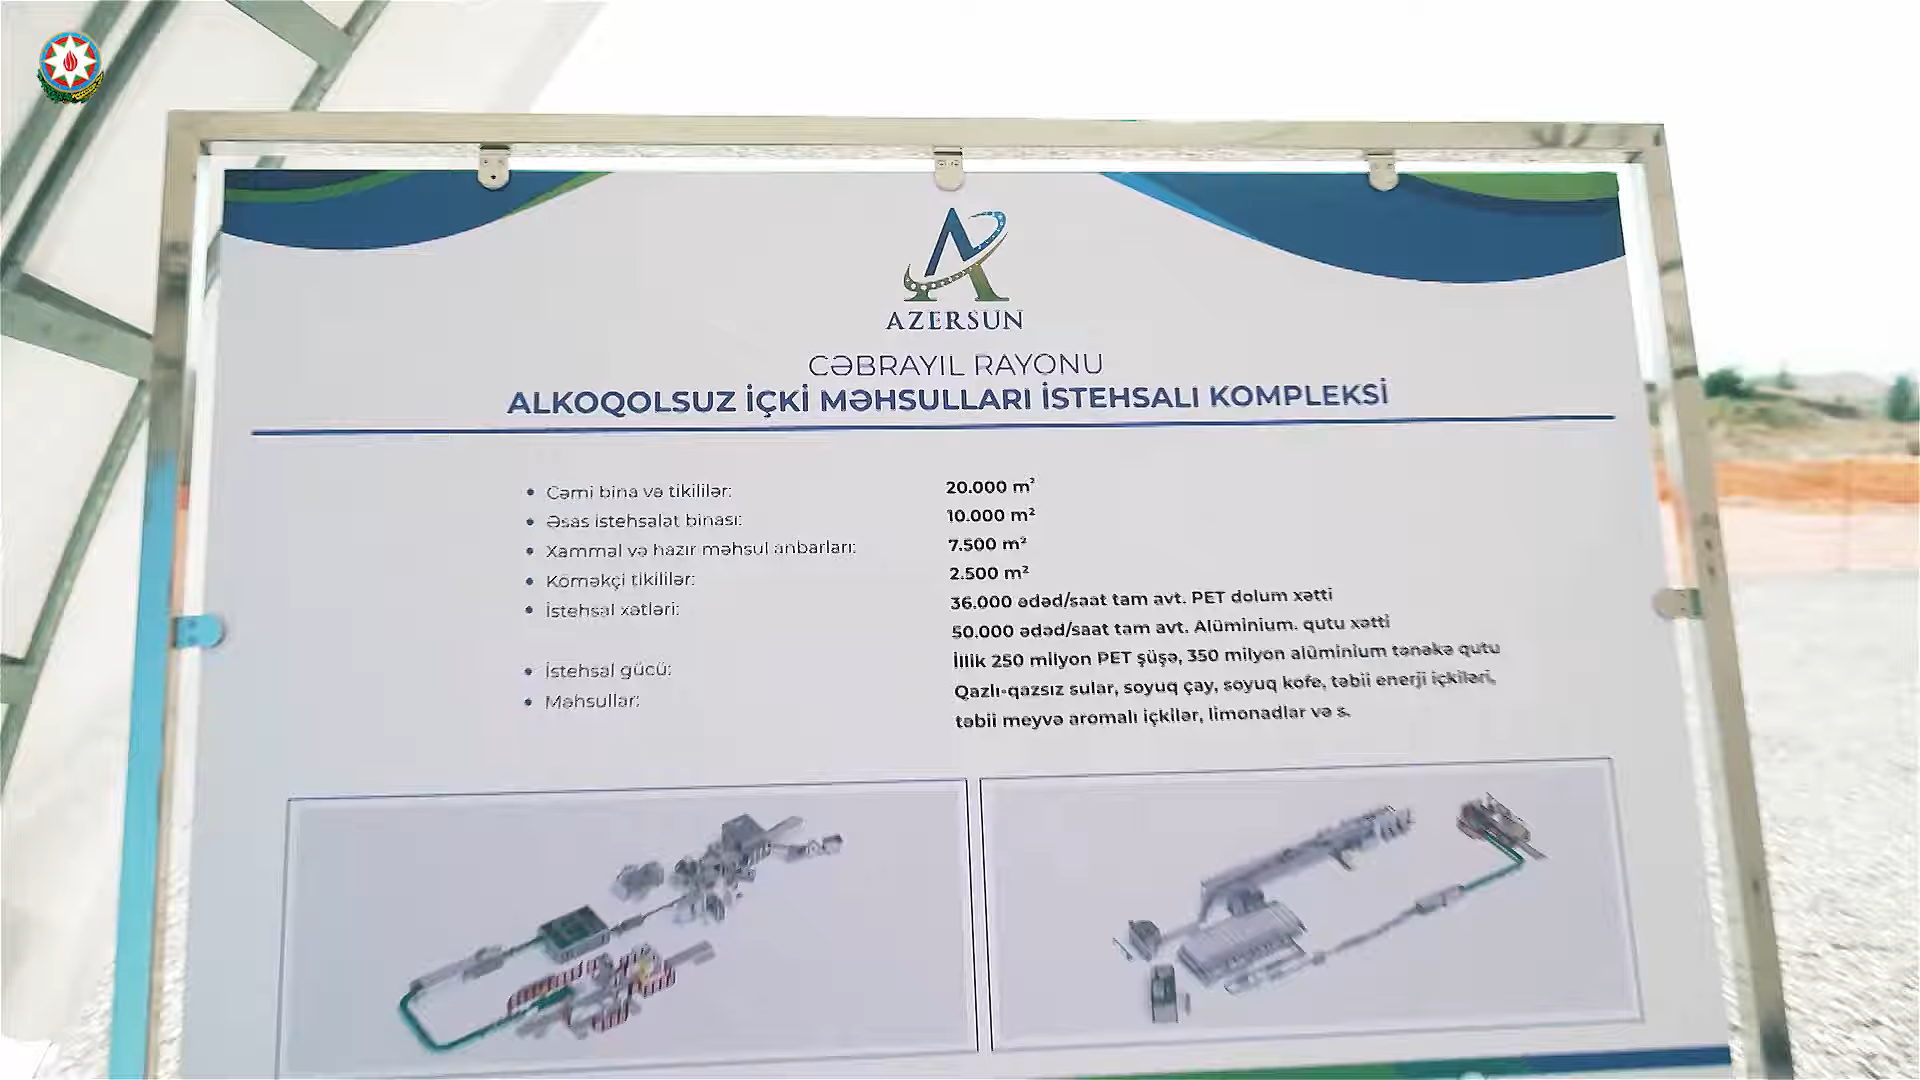 AZERSUN
CƏBRAYIL RAYONU
ALKOQOLSUZ İÇKİ MƏHSULLARI İSTEHSALI KOMPLEKSİ
• Cəmi bina və tikililər: 20.000 m²
• Əsas istehsalat binası: 10.000 m²
• Xammal və hazır məhsul anbarları: 7.500 m²
• Köməkçi tikililər: 2.500 m²
• İstehsal xətləri: 36.000 ədəd/saat tam avt. PET dolum xətti
50.000 ədəd/saat tam avt. Alüminium. qutu xətti
• İstehsal gücü: İllik 250 milyon PET şüşə, 350 milyon alüminium tənəkə qutu
• Məhsullar: Qazlı-qazsız sular, soyuq çay, soyuq kofe, təbii enerji içkiləri,
təbii meyvə aromalı içkilər, limonadlar və s.